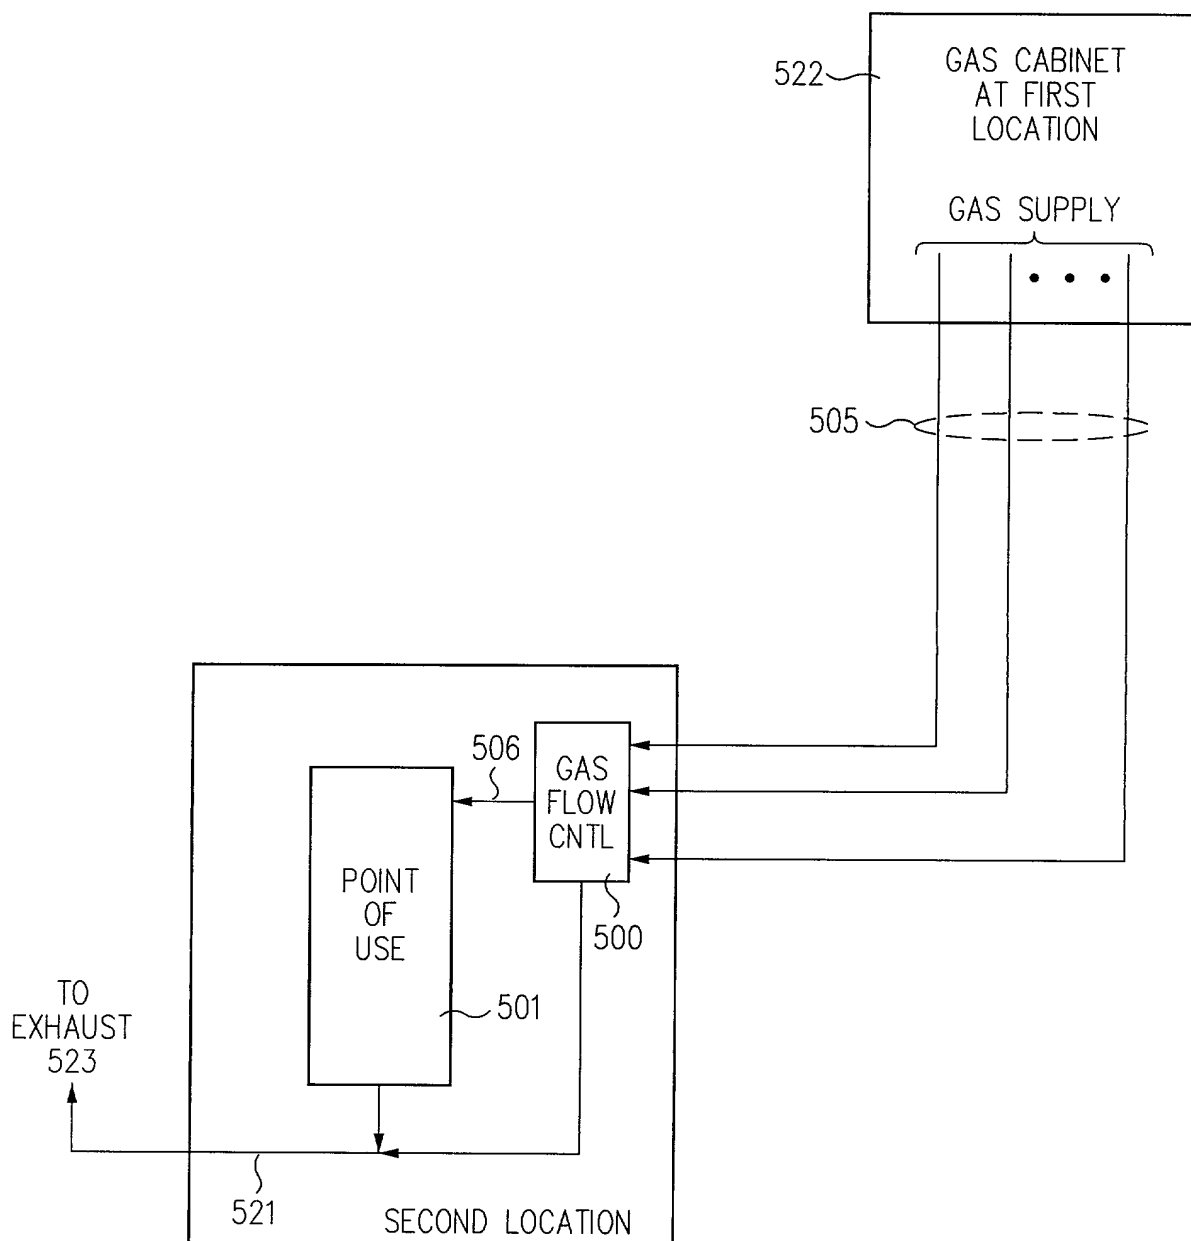 522
GAS CABINET
AT FIRST
LOCATION
GAS SUPPLY
505
506
GAS
FLOW
CNTL
500
POINT
OF
USE
501
TO
EXHAUST
523
521
SECOND LOCATION